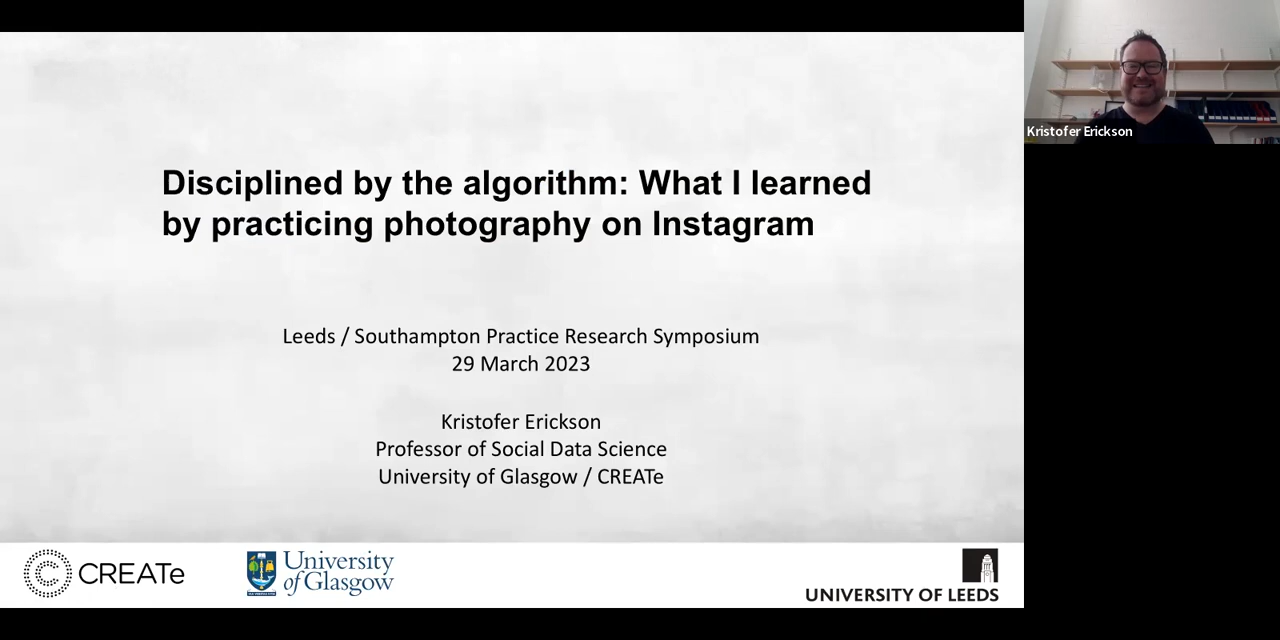 Disciplined by the algorithm: What I learned
by practicing photography on Instagram
Leeds / Southampton Practice Research Symposium
29 March 2023
Kristofer Erickson
Professor of Social Data Science
University of Glasgow / CREATe
CREATe
University
of Glasgow
UNIVERSITY OF LEEDS
Kristofer Erickson